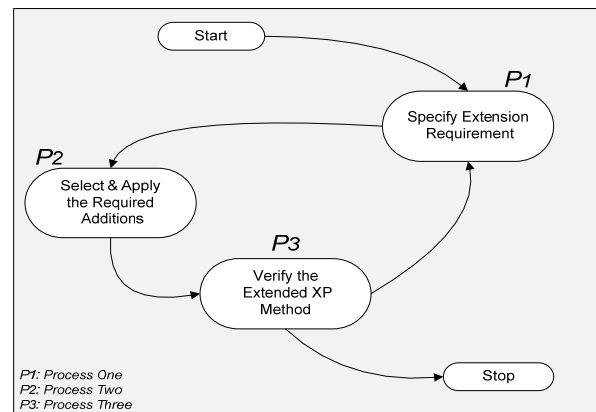 Start
P1
Specify Extension
Requirement
P2
Select & Apply
the Required
Additions
P3
Verify the
Extended XP
Method
Stop
P1: Process One
P2: Process Two
P3: Process Three